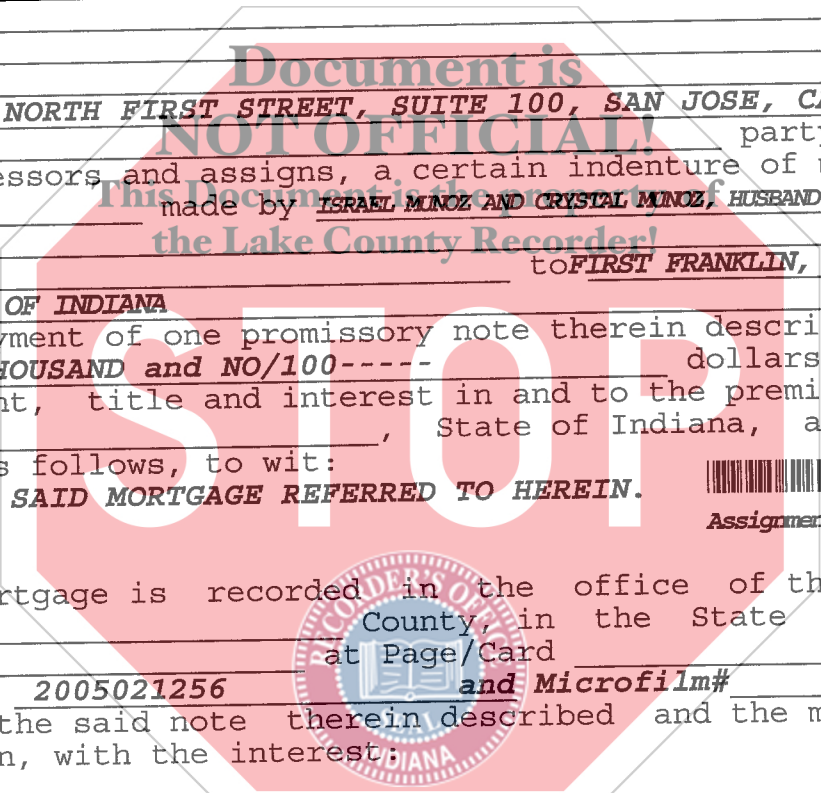 Document is
NORTH FIRST STREET, SUITE 100, SAN JOSE, CA
NOT OFFICIAL!
party
essors and assigns, a certain indenture of
This Document is the property of
made by ISRAEL MUNOZ AND CRYSTAL MUNOZ, HUSBAND
the Lake County Recorder!
to FIRST FRANKLIN,
OF INDIANA
yment of one promissory note therein descri
HOUSAND and NO/100----- dollars
nt, title and interest in and to the premi
, State of Indiana, a
s follows, to wit:
SAID MORTGAGE REFERRED TO HEREIN.
Assignmen
STOP
rtgage is recorded in the office of th
County, in the State
at Page/Card
2005021256 and Microfilm#
the said note therein described and the m
n, with the interest:
RECORDER'S OFFICE
SEAL
INDIANA